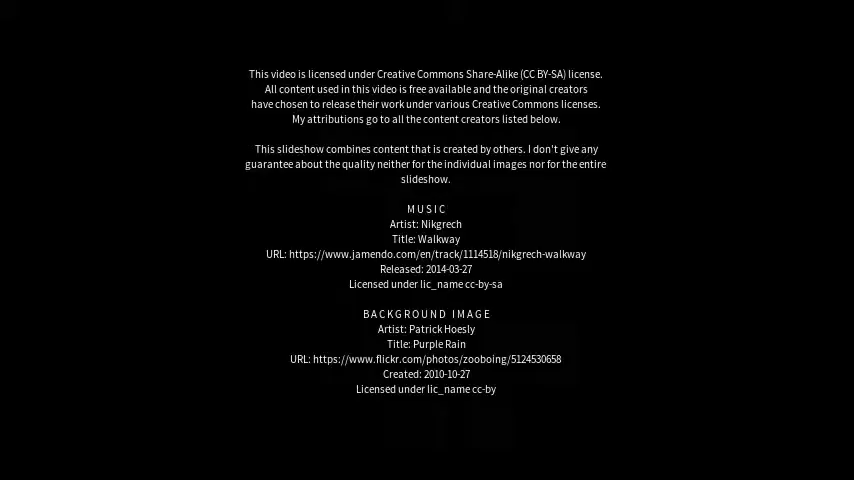 This video is licensed under Creative Commons Share-Alike (CC BY-SA) license.
All content used in this video is free available and the original creators
have chosen to release their work under various Creative Commons licenses.
My attributions go to all the content creators listed below.
This slideshow combines content that is created by others. I don't give any
guarantee about the quality neither for the individual images nor for the entire
slideshow.
MUSIC
Artist: Nikgrech
Title: Walkway
URL: https://www.jamendo.com/en/track/1114518/nikgrech-walkway
Released: 2014-03-27
Licensed under lic_name cc-by-sa
BACKGROUND IMAGE
Artist: Patrick Hoesly
Title: Purple Rain
URL: https://www.flickr.com/photos/zooboing/5124530658
Created: 2010-10-27
Licensed under lic_name cc-by